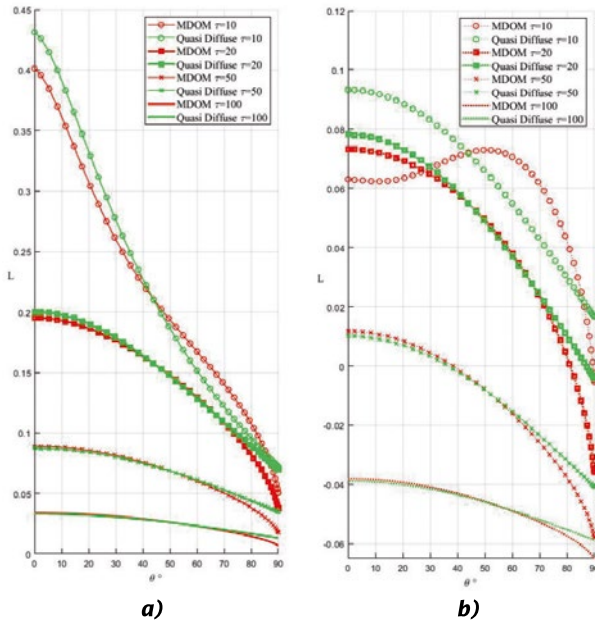 MDOM τ=10
Quasi Diffuse τ=10
MDOM τ=20
Quasi Diffuse τ=20
MDOM τ=50
Quasi Diffuse τ=50
MDOM τ=100
Quasi Diffuse τ=100
0.45
0.4
0.35
0.3
0.25
L
0.2
0.15
0.1
0.05
0
0 10 20 30 40 50 60 70 80 90
θ°
a)
MDOM τ=10
Quasi Diffuse τ=10
MDOM τ=20
Quasi Diffuse τ=20
MDOM τ=50
Quasi Diffuse τ=50
MDOM τ=100
Quasi Diffuse τ=100
0.12
0.1
0.08
0.06
0.04
L
0.012
0
-0.02
-0.04
-0.06
0 10 20 30 40 50 60 70 80 90
θ°
b)